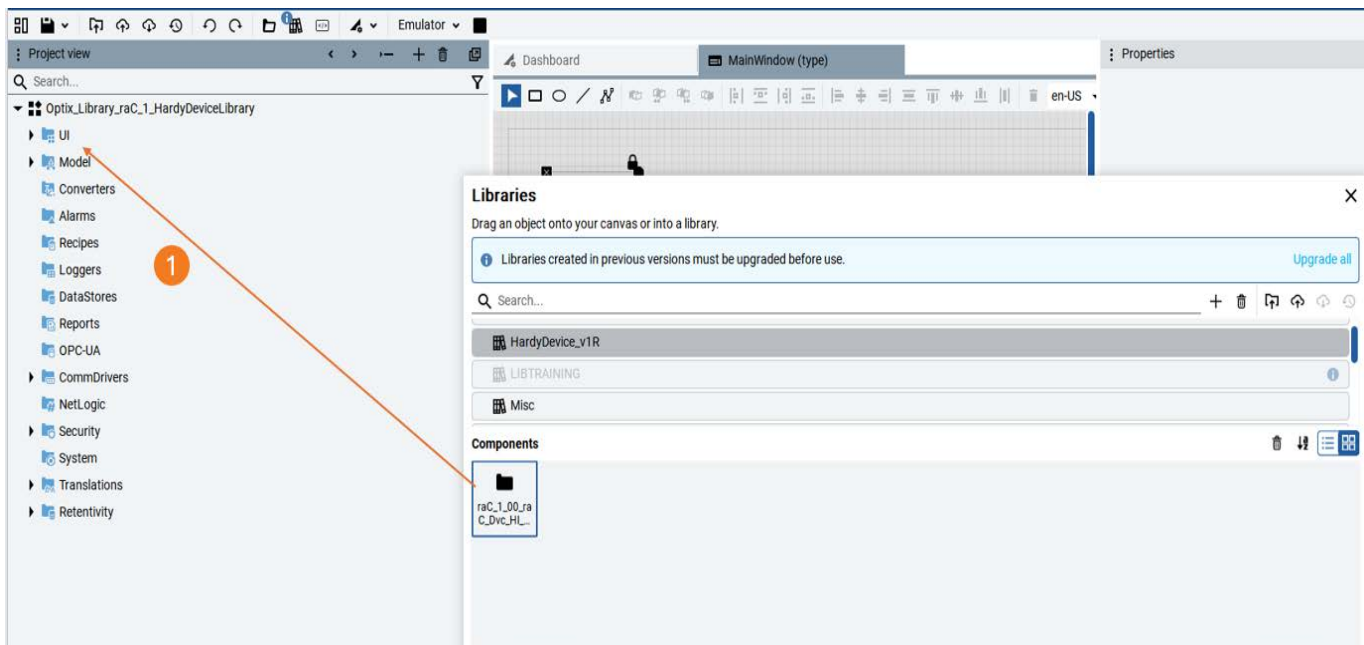 Emulator
Project view
Search...
Optix_Library_raC_1_HardyDeviceLibrary
UI
Model
Converters
Alarms
Recipes
Loggers
DataStores
Reports
OPC-UA
CommDrivers
NetLogic
Security
System
Translations
Retentivity
1
Dashboard
MainWindow (type)
en-US
Properties
Libraries
Drag an object onto your canvas or into a library.
Libraries created in previous versions must be upgraded before use.
Upgrade all
Search...
HardyDevice_v1R
LIBTRAINING
Misc
Components
raC_1_00_ra
C_Dvc_HI_...